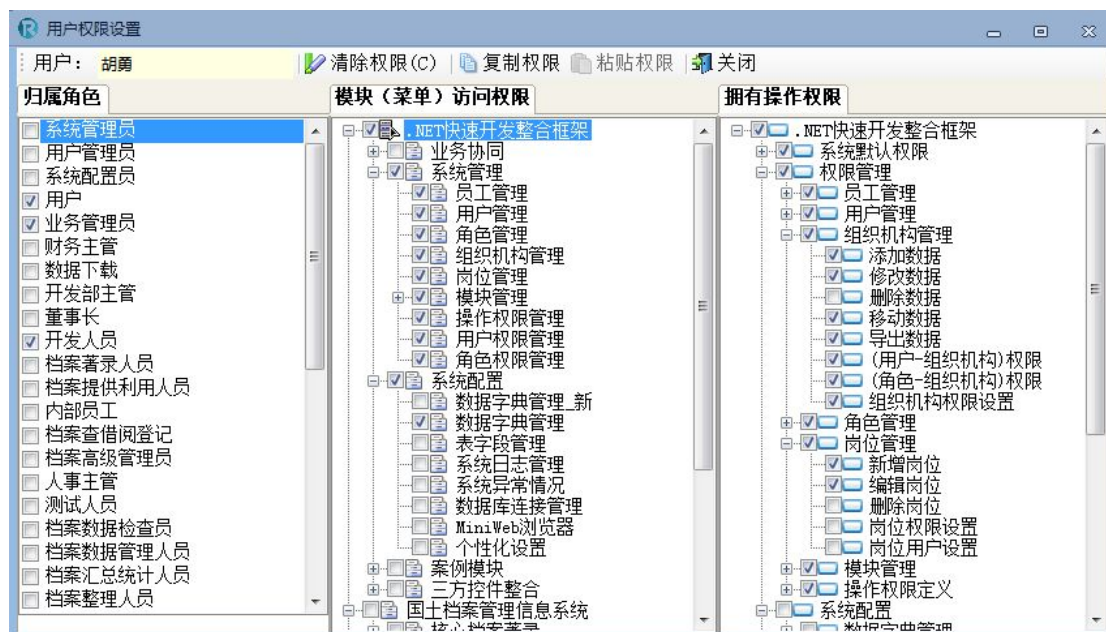 用户权限设置
用户： 胡勇 清除权限(C) 复制权限 粘贴权限 关闭
归属角色
系统管理员
用户管理员
系统配置员
用户
业务管理员
财务主管
数据下载
开发部主管
董事长
开发人员
档案著录人员
档案提供利用人员
内部员工
档案查借阅登记
档案高级管理员
人事主管
测试人员
档案数据检查员
档案数据管理人员
档案汇总统计人员
档案整理人员
模块（菜单）访问权限
.NET快速开发整合框架
业务协同
系统管理
员工管理
用户管理
角色管理
组织机构管理
岗位管理
模块管理
操作权限管理
用户权限管理
角色权限管理
系统配置
数据字典管理_新
数据字典管理
表字段管理
系统日志管理
系统异常情况
数据库连接管理
MiniWeb浏览器
个性化设置
案例模块
三方控件整合
国土档案管理信息系统
核心档案著录
拥有操作权限
.NET快速开发整合框架
系统默认权限
权限管理
员工管理
用户管理
组织机构管理
添加数据
修改数据
删除数据
移动数据
导出数据
(用户-组织机构)权限
(角色-组织机构)权限
组织机构权限设置
角色管理
岗位管理
新增岗位
编辑岗位
删除岗位
岗位权限设置
岗位用户设置
模块管理
操作权限定义
系统配置
数据字典管理